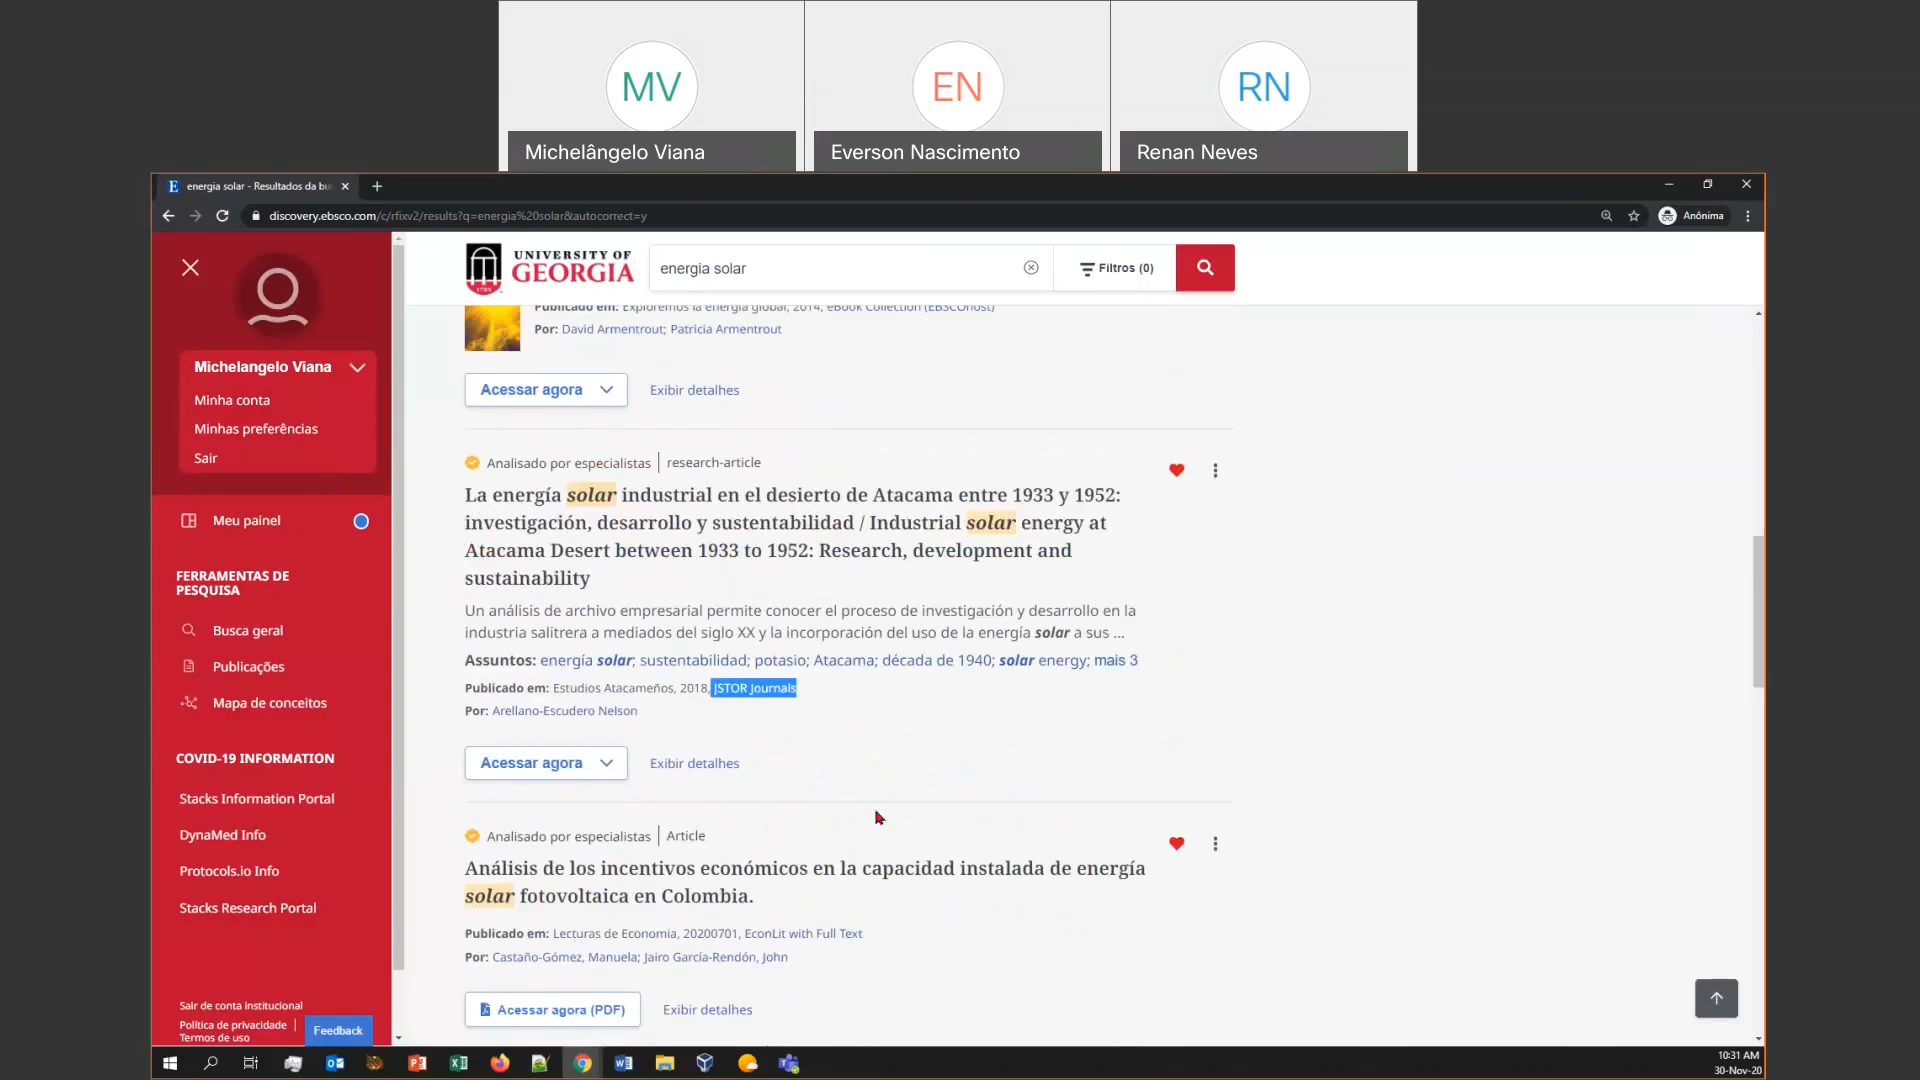 MV
EN
RN
Michelângelo Viana
Everson Nascimento
Renan Neves
energia solar - Resultados da bu
discovery.ebsco.com/c/rfixv2/results?q=energia%20solar&autocorrect=y
Anônima
UNIVERSITY OF
GEORGIA
1785
energia solar
Filtros (0)
Michelangelo Viana
Minha conta
Minhas preferências
Sair
Meu painel
FERRAMENTAS DE
PESQUISA
Busca geral
Publicações
Mapa de conceitos
COVID-19 INFORMATION
Stacks Information Portal
DynaMed Info
Protocols.io Info
Stacks Research Portal
Sair de conta institucional
Política de privacidade
Termos de uso
Feedback
Publicado em: Exploremos la energía global, 2014, eBook Collection (EBSCOhost)
Por: David Armentrout; Patricia Armentrout
Acessar agora
Exibir detalhes
Analisado por especialistas | research-article
La energía solar industrial en el desierto de Atacama entre 1933 y 1952:
investigación, desarrollo y sustentabilidad / Industrial solar energy at
Atacama Desert between 1933 to 1952: Research, development and
sustainability
Un análisis de archivo empresarial permite conocer el proceso de investigación y desarrollo en la
industria salitrera a mediados del siglo XX y la incorporación del uso de la energía solar a sus ...
Assuntos: energía solar; sustentabilidad; potasio; Atacama; década de 1940; solar energy; mais 3
Publicado em: Estudios Atacameños, 2018, JSTOR Journals
Por: Arellano-Escudero Nelson
Acessar agora
Exibir detalhes
Analisado por especialistas | Article
Análisis de los incentivos económicos en la capacidad instalada de energía
solar fotovoltaica en Colombia.
Publicado em: Lecturas de Economia, 20200701, EconLit with Full Text
Por: Castaño-Gómez, Manuela; Jairo García-Rendón, John
Acessar agora (PDF)
Exibir detalhes
10:31 AM
30-Nov-20